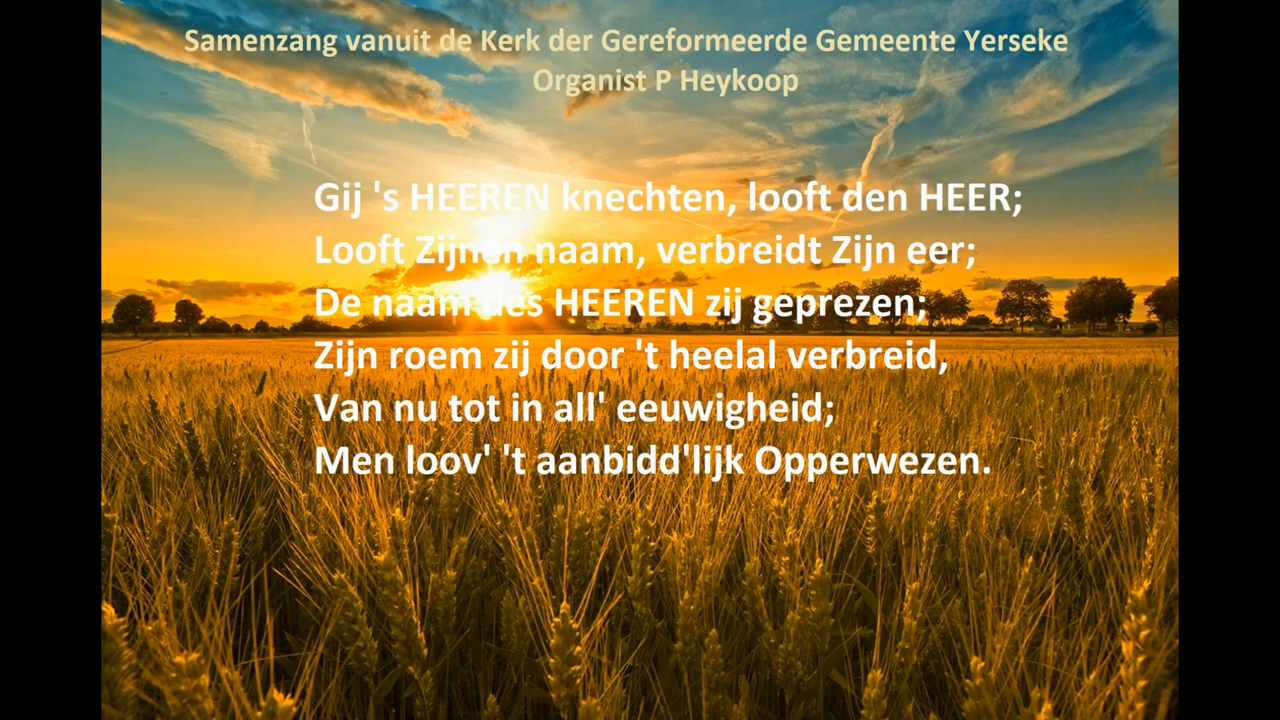 Samenzang vanuit de Kerk der Gereformeerde Gemeente Yerseke
Organist P Heykoop
Gij 's HEEREN knechten, looft den HEER;
Looft Zijnen naam, verbreidt Zijn eer;
De naam des HEEREN zij geprezen;
Zijn roem zij door 't heelal verbreid,
Van nu tot in all' eeuwigheid;
Men loov' 't aanbidd'lijk Opperwezen.